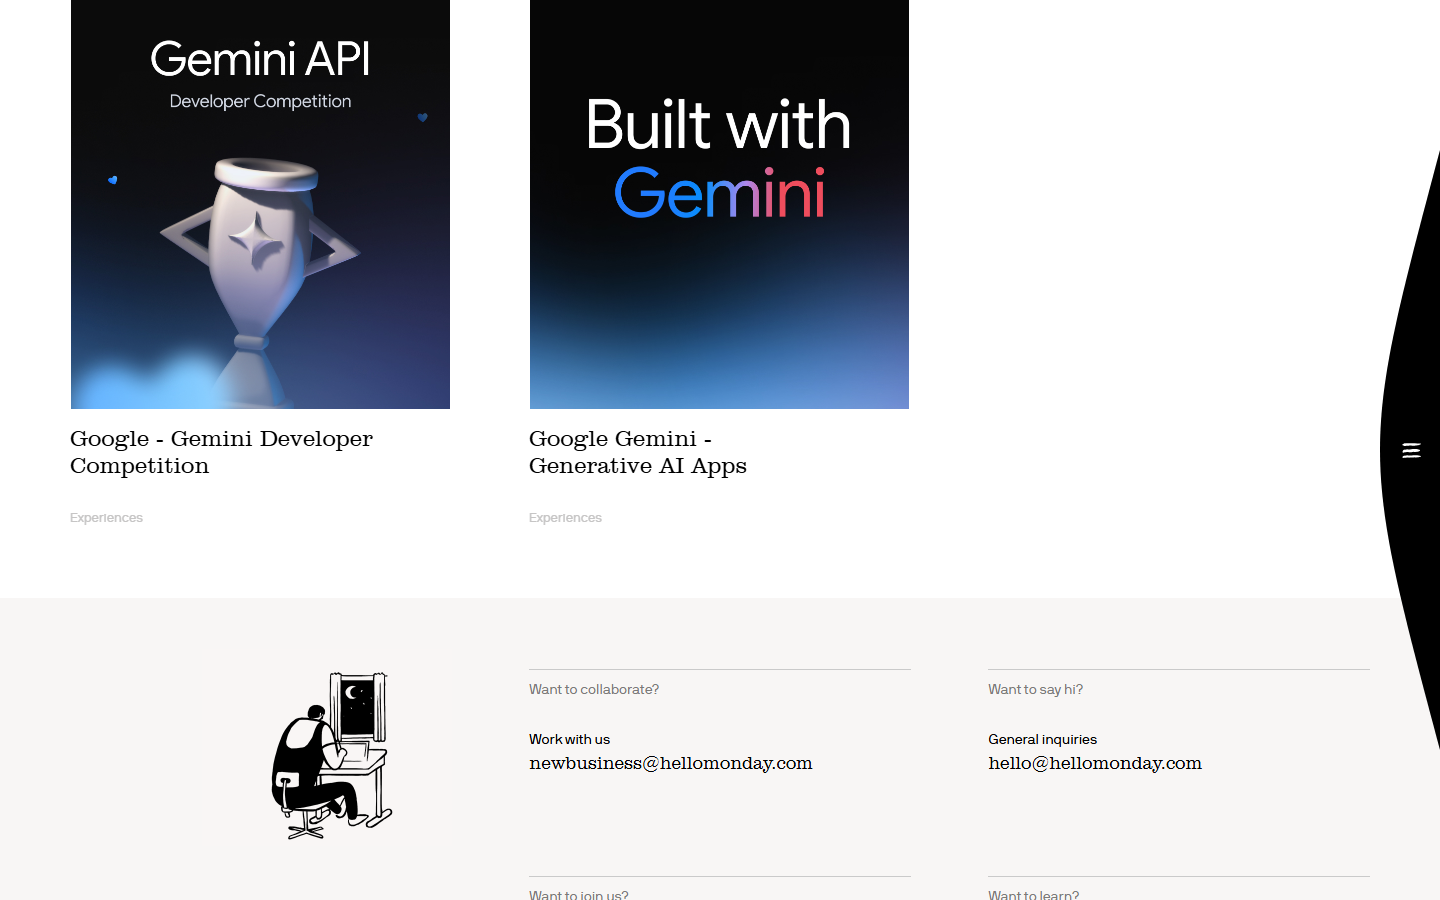 Gemini API
Developer Competition
Built with
Gemini
Google - Gemini Developer
Competition
Experiences
Google Gemini -
Generative AI Apps
Experiences
Want to collaborate?
Work with us
newbusiness@hellomonday.com
Want to say hi?
General inquiries
hello@hellomonday.com
Want to join us?
Want to learn?